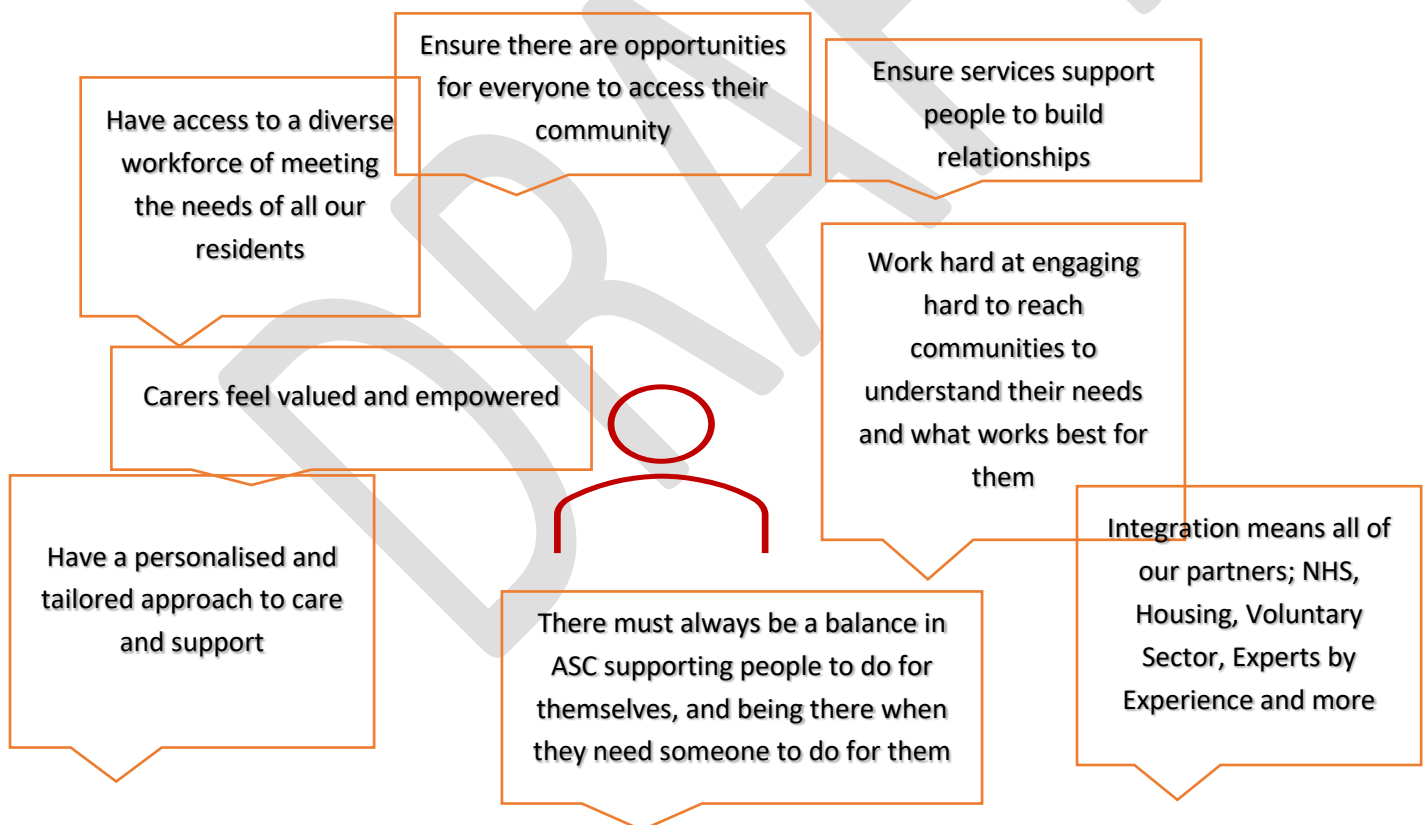 Ensure there are opportunities
for everyone to access their
community
Ensure services support
people to build
relationships
Have access to a diverse
workforce of meeting
the needs of all our
residents
Work hard at engaging
hard to reach
communities to
understand their needs
and what works best for
them
Carers feel valued and empowered
Have a personalised and
tailored approach to care
and support
There must always be a balance in
ASC supporting people to do for
themselves, and being there when
they need someone to do for them
Integration means all of
our partners; NHS,
Housing, Voluntary
Sector, Experts by
Experience and more
DRAF